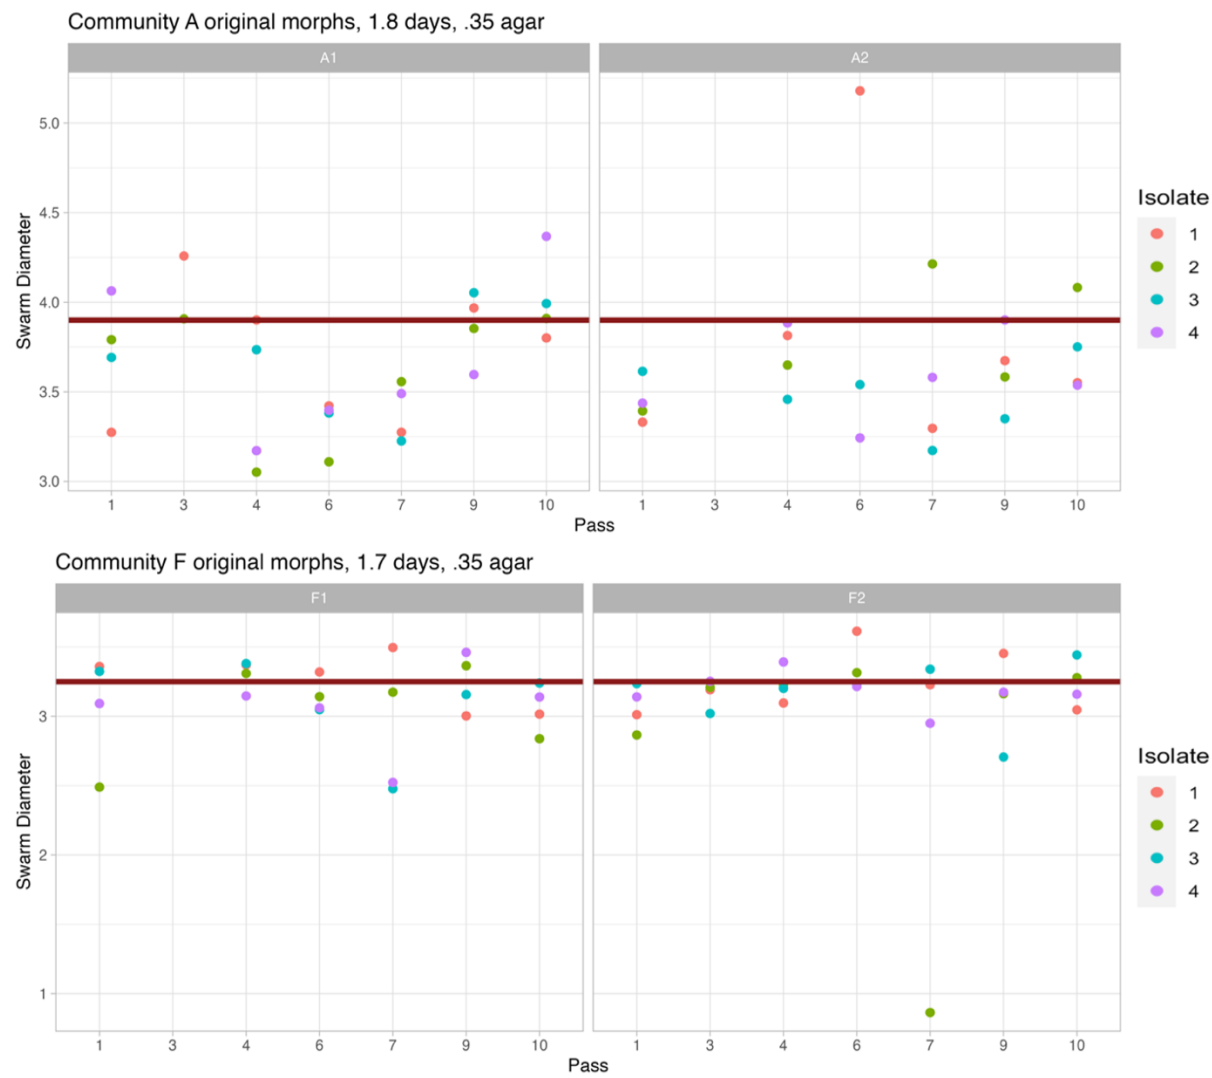 Community A original morphs, 1.8 days, .35 agar
A1 A2
Swarm Diameter
5.0
4.5
4.0
3.5
3.0
1 3 4 6 7 9 10 1 3 4 6 7 9 10
Pass
Isolate
1
2
3
4
Community F original morphs, 1.7 days, .35 agar
F1 F2
Swarm Diameter
3
2
1
1 3 4 6 7 9 10 1 3 4 6 7 9 10
Pass
Isolate
1
2
3
4